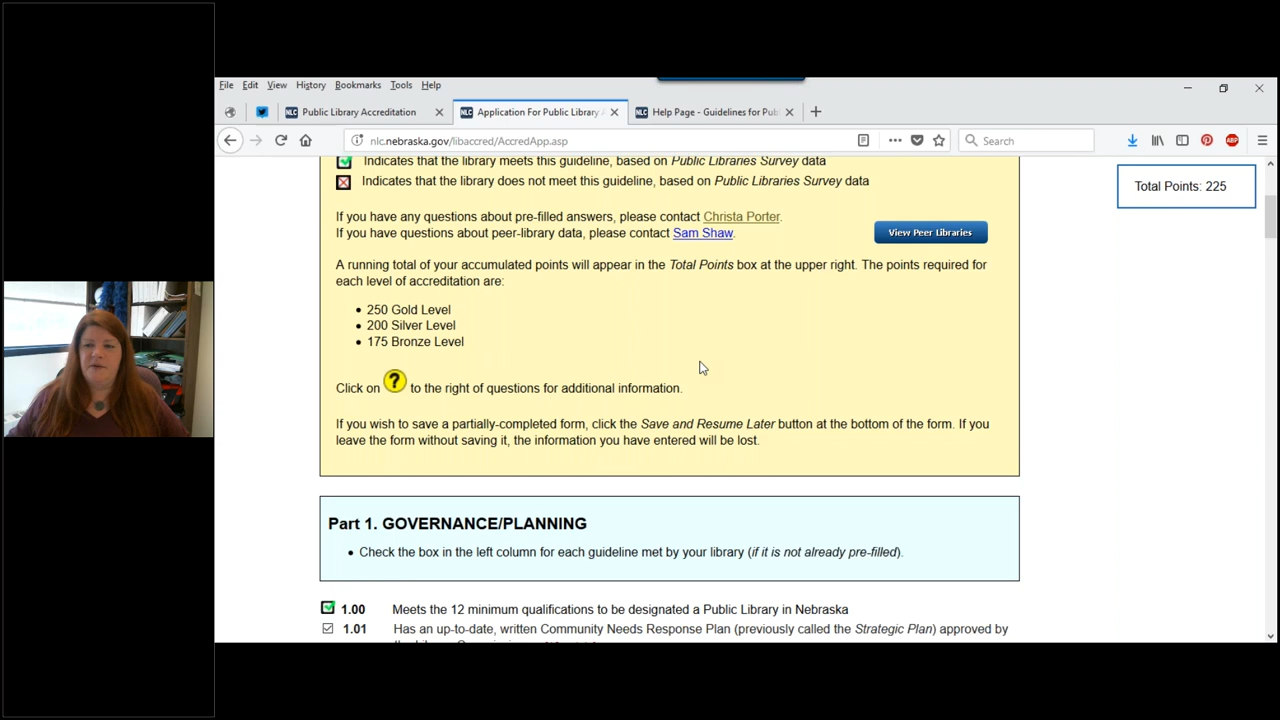 File Edit View History Bookmarks Tools Help
NLC Public Library Accreditation
NLC Application For Public Library
NLC Help Page - Guidelines for Pub
nlc.nebraska.gov/libaccred/AccredApp.asp
Search
ABP
Indicates that the library meets this guideline, based on Public Libraries Survey data
Total Points: 225
Indicates that the library does not meet this guideline, based on Public Libraries Survey data
If you have any questions about pre-filled answers, please contact Christa Porter.
If you have questions about peer-library data, please contact Sam Shaw.
View Peer Libraries
A running total of your accumulated points will appear in the Total Points box at the upper right. The points required for
each level of accreditation are:
• 250 Gold Level
• 200 Silver Level
• 175 Bronze Level
Click on ? to the right of questions for additional information.
If you wish to save a partially-completed form, click the Save and Resume Later button at the bottom of the form. If you
leave the form without saving it, the information you have entered will be lost.
Part 1. GOVERNANCE/PLANNING
• Check the box in the left column for each guideline met by your library (if it is not already pre-filled).
1.00 Meets the 12 minimum qualifications to be designated a Public Library in Nebraska
1.01 Has an up-to-date, written Community Needs Response Plan (previously called the Strategic Plan) approved by